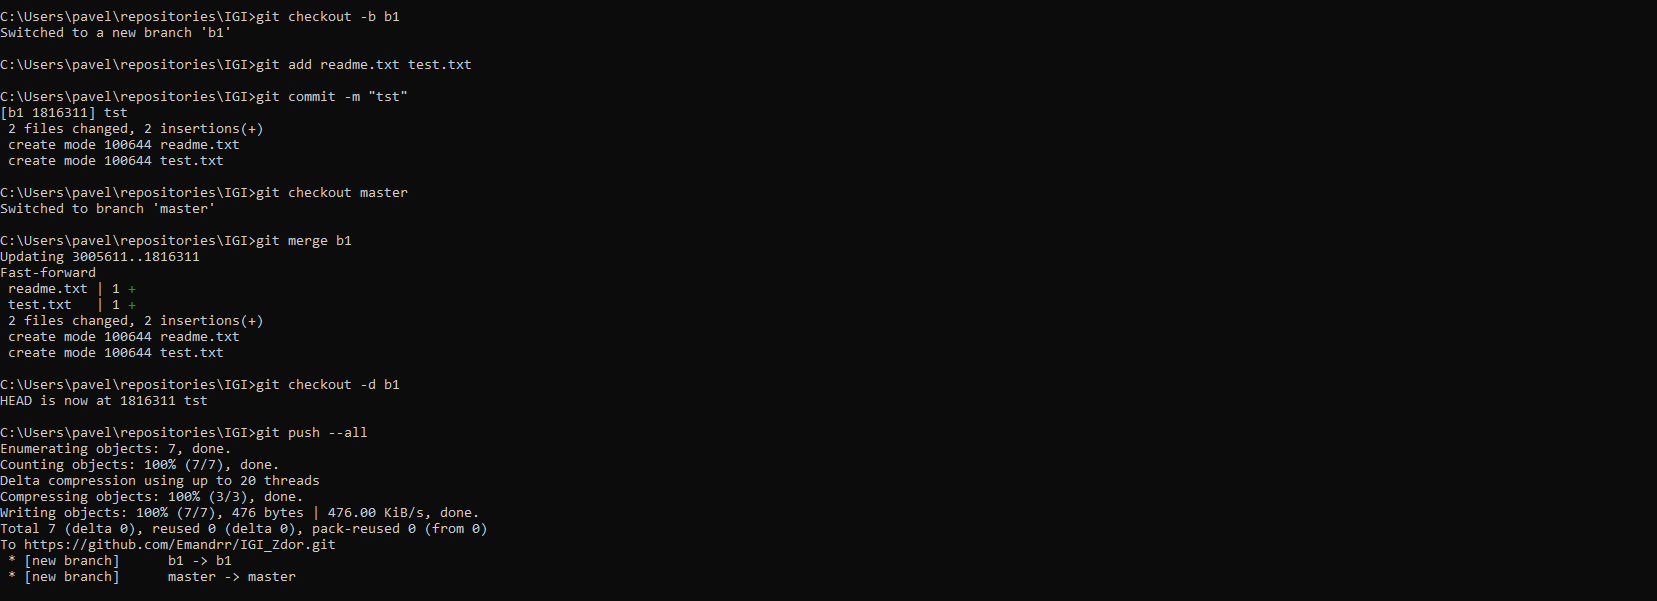 C:\Users\pavel\repositories\IGI>git checkout -b b1
Switched to a new branch 'b1'
C:\Users\pavel\repositories\IGI>git add readme.txt test.txt
C:\Users\pavel\repositories\IGI>git commit -m "tst"
[b1 1816311] tst
 2 files changed, 2 insertions(+)
 create mode 100644 readme.txt
 create mode 100644 test.txt
C:\Users\pavel\repositories\IGI>git checkout master
Switched to branch 'master'
C:\Users\pavel\repositories\IGI>git merge b1
Updating 3005611..1816311
Fast-forward
 readme.txt | 1 +
 test.txt   | 1 +
 2 files changed, 2 insertions(+)
 create mode 100644 readme.txt
 create mode 100644 test.txt
C:\Users\pavel\repositories\IGI>git checkout -d b1
HEAD is now at 1816311 tst
C:\Users\pavel\repositories\IGI>git push --all
Enumerating objects: 7, done.
Counting objects: 100% (7/7), done.
Delta compression using up to 20 threads
Compressing objects: 100% (3/3), done.
Writing objects: 100% (7/7), 476 bytes | 476.00 KiB/s, done.
Total 7 (delta 0), reused 0 (delta 0), pack-reused 0 (from 0)
To https://github.com/Emandrr/IGI_Zdor.git
 * [new branch]      b1 -> b1
 * [new branch]      master -> master